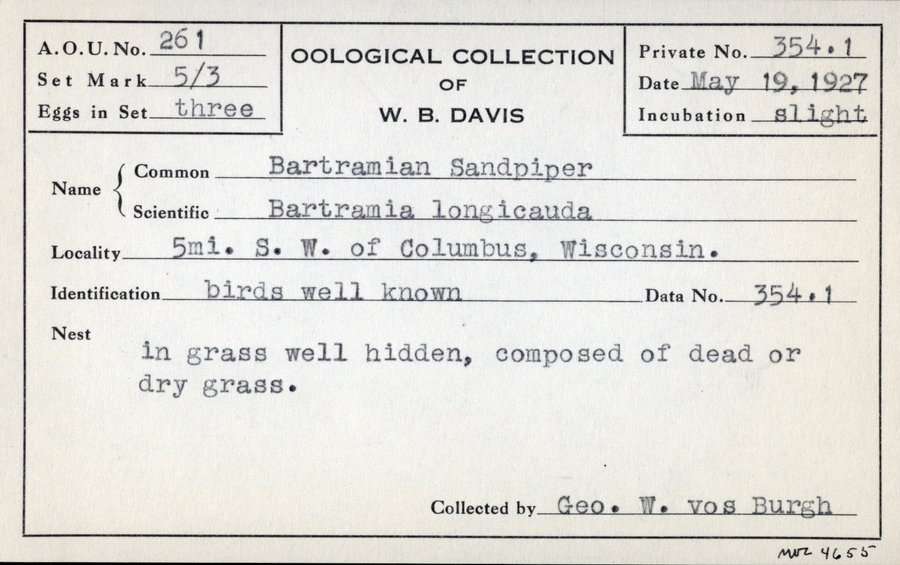 A.O.U. No. 261
Set Mark 5/3
Eggs in Set three
OOLOGICAL COLLECTION
OF
W. B. DAVIS
Private No. 354.1
Date May 19, 1927
Incubation slight
Name
Common Bartramian Sandpiper
Scientific Bartramia longicauda
Locality 5mi. S. W. of Columbus, Wisconsin.
Identification birds well known Data No. 354.1
Nest
in grass well hidden, composed of dead or
dry grass.
Collected by Geo. W. vos Burgh
MVZ 4655